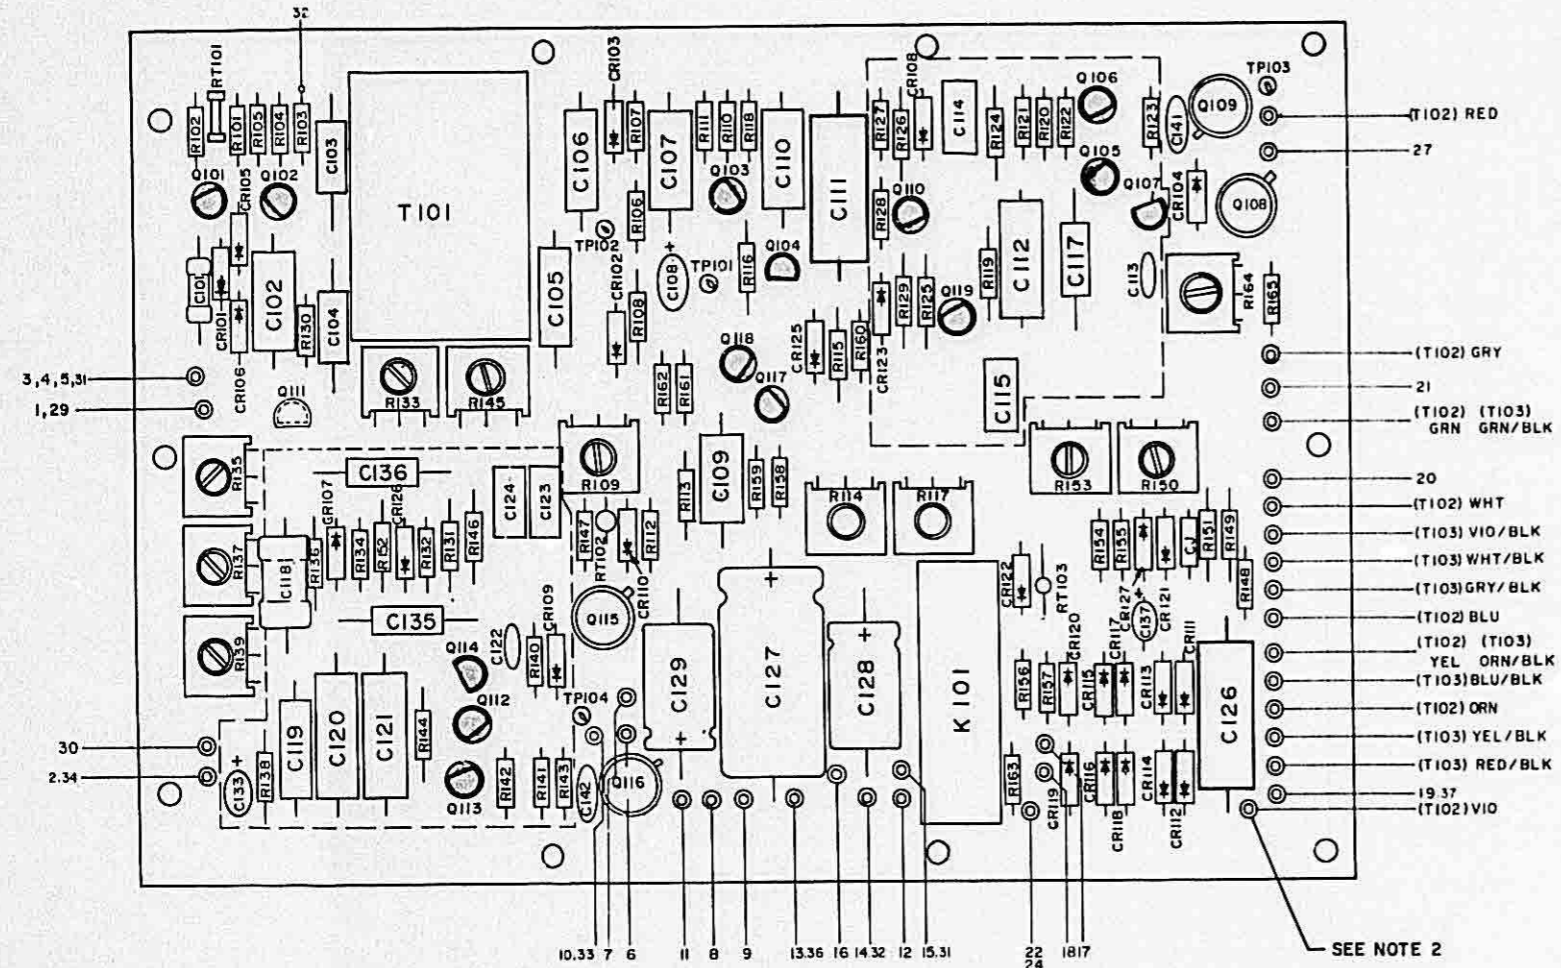 32
RT101
R102
R101
R105
R104
R103
C103
T101
C106
CR103
R107
C107
R111
R110
R118
C110
C111
R127
R126
CR108
C114
R124
R121
R120
R122
Q106
R123
C141
Q109
TP103
(T102) RED
27
Q101
CR105
Q102
R106
Q103
R128
Q110
Q105
Q107
CR104
Q108
TP102
CR102
C108
+
TP101
R116
Q104
R119
C112
C117
C113
R164
R165
C101
CR101
C102
R130
C104
C105
R108
CR125
R115
R160
CR123
R129
R125
Q119
CR106
Q118
3,4,5,31
1,29
Q111
R133
R145
R162
R161
Q117
C115
(T102) GRY
21
(T102) (T103)
GRN GRN/BLK
R135
C136
C124
C123
R109
R113
C109
R159
R158
R114
R117
R153
R150
20
(T102) WHT
(T103) VIO/BLK
(T103) WHT/BLK
(T103) GRY/BLK
(T102) BLU
(T102) (T103)
YEL ORN/BLK
(T103) BLU/BLK
(T102) ORN
(T103) YEL/BLK
(T103) RED/BLK
19.37
(T102) VIO
R137
C118
R136
CR107
R134
R152
CR126
R132
R131
R146
R147
RT102
CR110
R112
CR122
RT103
R154
R155
CR127
CR121
CJ
R151
R149
R148
+
C137
R139
C135
Q114
C122
R140
CR109
Q115
C129
+
C127
+
C128
+
K101
R156
R157
CR120
CR115
CR117
CR113
CR111
C126
Q112
TP104
30
2.34
+
C133
R138
C119
C120
C121
R144
Q113
R142
R141
R143
C142
Q116
R163
CR119
CR116
CR118
CR114
CR112
10,33
7
6
11
8
9
13.36
16
14.32
12
15.31
22
24
18
17
SEE NOTE 2